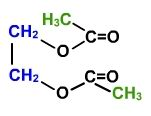 H₃C
CH₂ C=O
O
CH₂ C=O
O CH₃